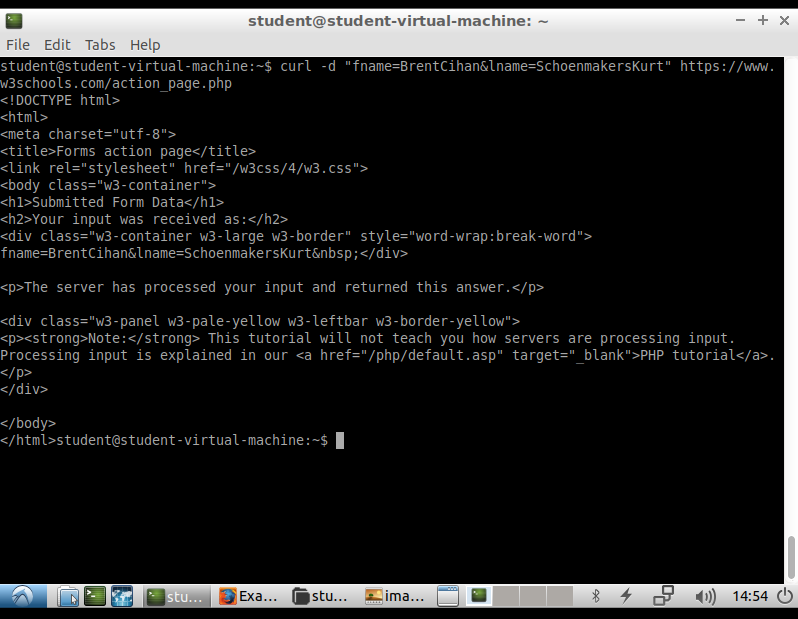 student@student-virtual-machine: ~
File Edit Tabs Help
student@student-virtual-machine:~$ curl -d "fname=BrentCihan&lname=SchoenmakersKurt" https://www.
w3schools.com/action_page.php
<!DOCTYPE html>
<html>
<meta charset="utf-8">
<title>Forms action page</title>
<link rel="stylesheet" href="/w3css/4/w3.css">
<body class="w3-container">
<h1>Submitted Form Data</h1>
<h2>Your input was received as:</h2>
<div class="w3-container w3-large w3-border" style="word-wrap:break-word">
fname=BrentCihan&lname=SchoenmakersKurt&nbsp;</div>
<p>The server has processed your input and returned this answer.</p>
<div class="w3-panel w3-pale-yellow w3-leftbar w3-border-yellow">
<p><strong>Note:</strong> This tutorial will not teach you how servers are processing input.
Processing input is explained in our <a href="/php/default.asp" target="_blank">PHP tutorial</a>.
</p>
</div>
</body>
</html>student@student-virtual-machine:~$
stu... Exa... stu... ima... 14:54